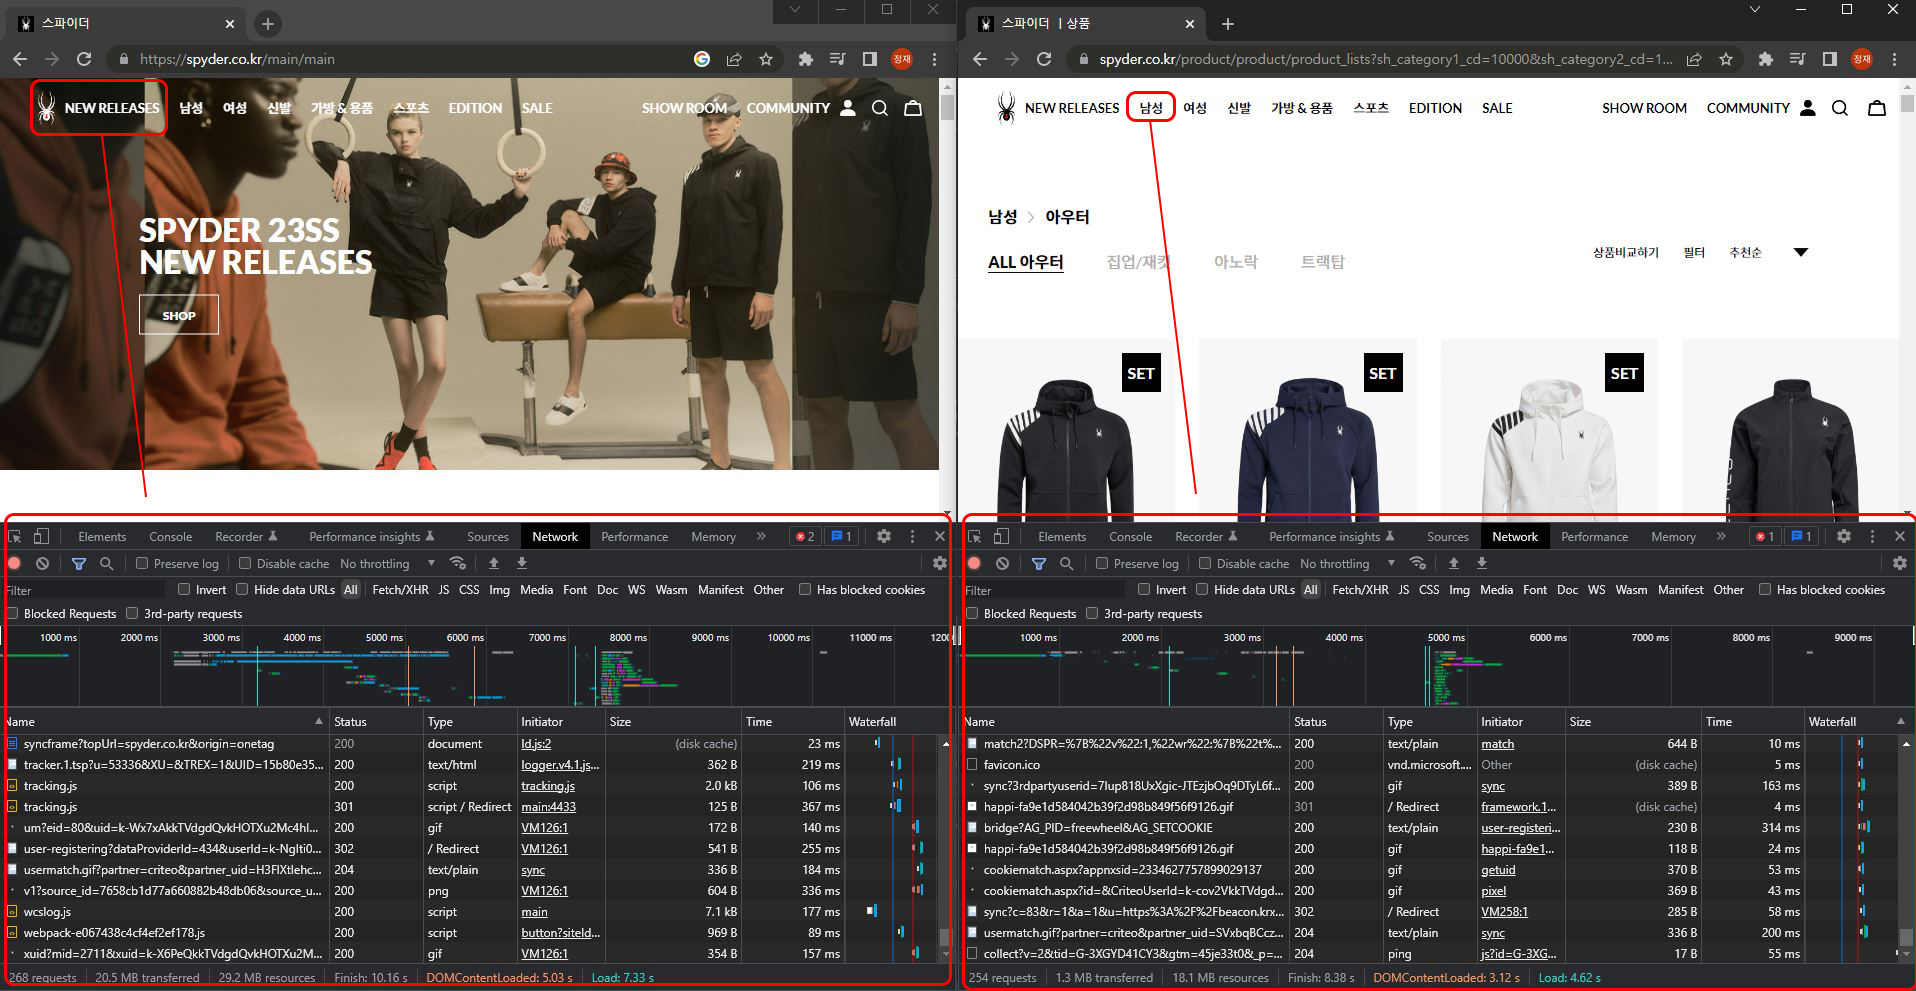 스파이더
https://spyder.co.kr/main/main
정재
NEW RELEASES 남성 여성 신발 가방 & 용품 스포츠 EDITION SALE SHOW ROOM COMMUNITY
SPYDER 23SS
NEW RELEASES
SHOP
Elements Console Recorder Performance insights Sources Network Performance Memory » 2 1
Preserve log Disable cache No throttling
Filter Invert Hide data URLs All Fetch/XHR JS CSS Img Media Font Doc WS Wasm Manifest Other Has blocked cookies
Blocked Requests 3rd-party requests
1000 ms 2000 ms 3000 ms 4000 ms 5000 ms 6000 ms 7000 ms 8000 ms 9000 ms 10000 ms 11000 ms 1200
Name Status Type Initiator Size Time Waterfall
syncframe?topUrl=spyder.co.kr&origin=onetag 200 document ld.js:2 (disk cache) 23 ms
tracker.1.tsp?u=53336&XU=&TREX=1&UID=15b80e35... 200 text/html logger.v4.1.js... 362 B 219 ms
tracking.js 200 script tracking.js 2.0 kB 106 ms
tracking.js 301 script / Redirect main:4433 125 B 367 ms
um?eid=80&uid=k-Wx7xAkkTVdgdQvkHOTXu2Mc4hI... 200 gif VM126:1 172 B 140 ms
user-registering?dataProviderId=434&userId=k-NgIti0... 302 / Redirect VM126:1 541 B 255 ms
usermatch.gif?partner=criteo&partner_uid=H3FIXtlehc... 204 text/plain sync 336 B 184 ms
v1?source_id=7658cb1d77a660882b48db06&source_u... 200 png VM126:1 604 B 336 ms
wcslog.js 200 script main 7.1 kB 177 ms
webpack-e067438c4cf4ef2ef178.js 200 script button?siteId... 969 B 89 ms
xuid?mid=2711&xuid=k-X6PeQkkTVdgdQvkHOTXu2M... 200 gif VM126:1 354 B 157 ms
268 requests 20.5 MB transferred 29.2 MB resources Finish: 10.16 s DOMContentLoaded: 5.03 s Load: 7.33 s
스파이더 | 상품
spyder.co.kr/product/product/product_lists?sh_category1_cd=10000&sh_category2_cd=1...
정재
NEW RELEASES 남성 여성 신발 가방 & 용품 스포츠 EDITION SALE SHOW ROOM COMMUNITY
남성 > 아우터
ALL 아우터 집업/재킷 아노락 트랙탑 상품비교하기 필터 추천순
SET SET SET
Elements Console Recorder Performance insights Sources Network Performance Memory » 1 1
Preserve log Disable cache No throttling
Filter Invert Hide data URLs All Fetch/XHR JS CSS Img Media Font Doc WS Wasm Manifest Other Has blocked cookies
Blocked Requests 3rd-party requests
1000 ms 2000 ms 3000 ms 4000 ms 5000 ms 6000 ms 7000 ms 8000 ms 9000 ms
Name Status Type Initiator Size Time Waterfall
match2?DSPR=%7B%22v%22:1,%22wr%22:%7B%22t%... 200 text/plain match 644 B 10 ms
favicon.ico 200 vnd.microsoft.... Other (disk cache) 5 ms
sync?3rdpartyuserid=7Iup818UxXgic-JTEzjbOq9DTyL6f... 200 gif sync 389 B 163 ms
happi-fa9e1d584042b39f2d98b849f56f9126.gif 301 / Redirect framework.1... (disk cache) 4 ms
bridge?AG_PID=freewheel&AG_SETCOOKIE 200 text/plain user-registeri... 230 B 314 ms
happi-fa9e1d584042b39f2d98b849f56f9126.gif 200 gif happi-fa9e1... 118 B 24 ms
cookiematch.aspx?appnxsid=2334627757899029137 200 gif getuid 370 B 53 ms
cookiematch.aspx?id=&CriteoUserId=k-cov2VkkTVdgd... 200 gif pixel 369 B 43 ms
sync?c=83&r=1&a=1&u=https%3A%2F%2Fbeacon.krx... 302 / Redirect VM258:1 285 B 58 ms
usermatch.gif?partner=criteo&partner_uid=SVxbqBCcz... 204 text/plain sync 336 B 200 ms
collect?v=2&tid=G-3XGYD41CY3&gtm=45je33t0&_p=... 204 ping js?id=G-3XG... 17 B 55 ms
254 requests 1.3 MB transferred 18.1 MB resources Finish: 8.38 s DOMContentLoaded: 3.12 s Load: 4.62 s